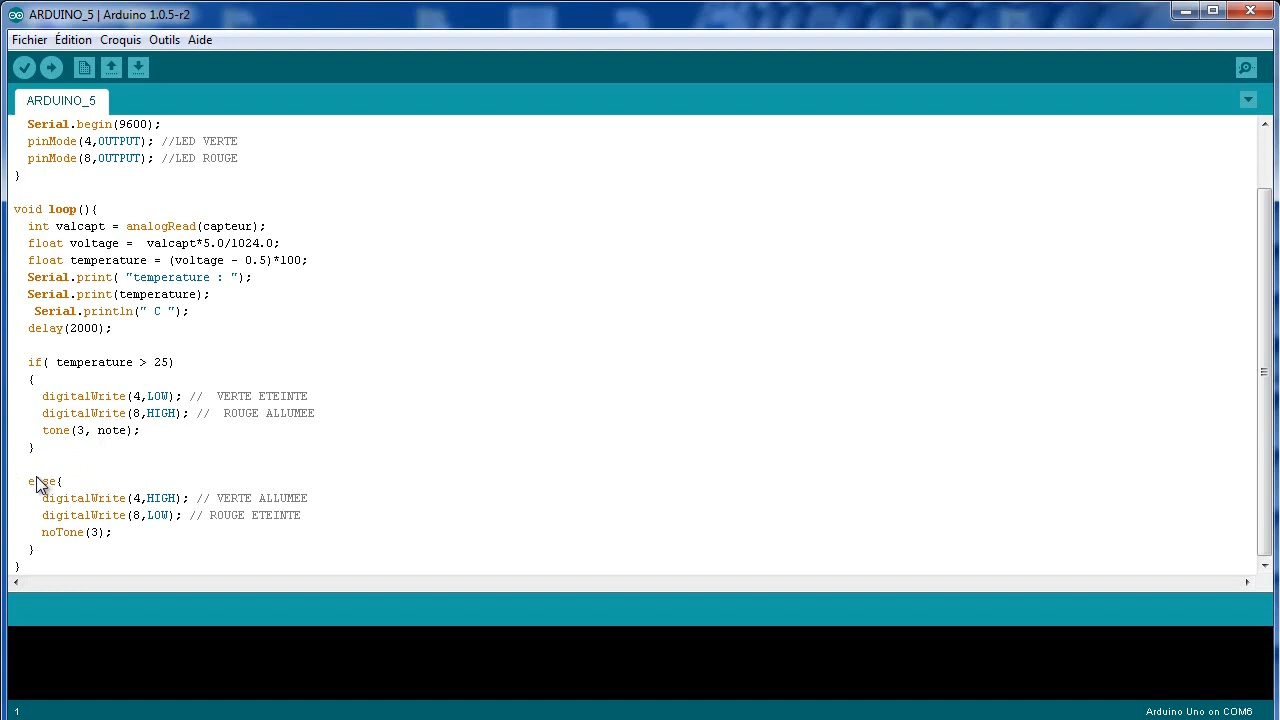 ARDUINO_5 | Arduino 1.0.5-r2
Fichier Édition Croquis Outils Aide
ARDUINO_5
Serial.begin(9600);
pinMode(4,OUTPUT); //LED VERTE
pinMode(8,OUTPUT); //LED ROUGE
}
void loop(){
int valcapt = analogRead(capteur);
float voltage =  valcapt*5.0/1024.0;
float temperature = (voltage - 0.5)*100;
Serial.print( "temperature : ");
Serial.print(temperature);
Serial.println(" C ");
delay(2000);
if( temperature > 25)
{
digitalWrite(4,LOW); //  VERTE ETEINTE
digitalWrite(8,HIGH); //  ROUGE ALLUMEE
tone(3, note);
}
else{
digitalWrite(4,HIGH); // VERTE ALLUMEE
digitalWrite(8,LOW); // ROUGE ETEINTE
noTone(3);
}
}
1
Arduino Uno on COM6